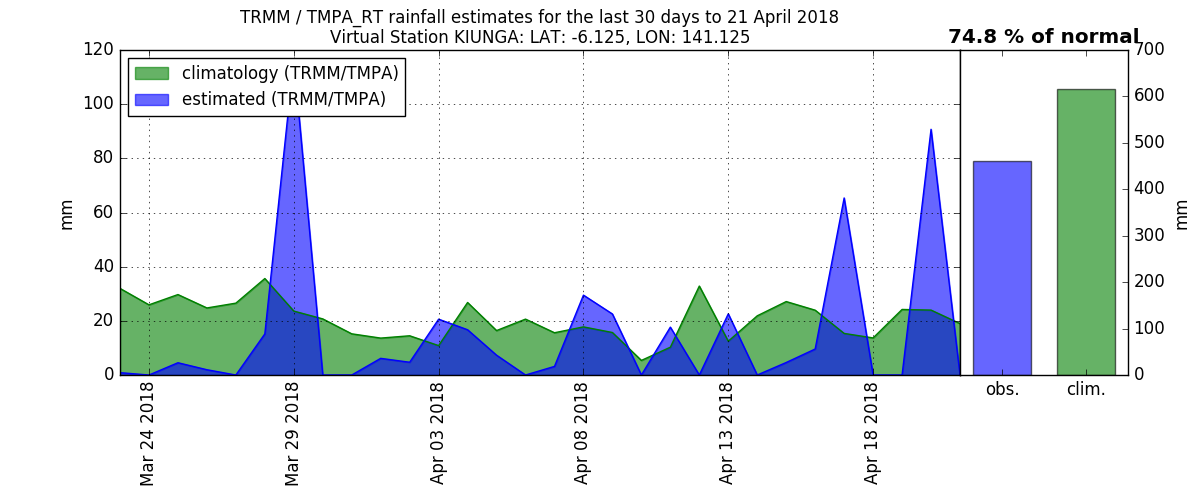 TRMM / TMPA_RT rainfall estimates for the last 30 days to 21 April 2018
Virtual Station KIUNGA: LAT: -6.125, LON: 141.125
74.8 % of normal
climatology (TRMM/TMPA)
estimated (TRMM/TMPA)
120
100
80
60
40
20
0
mm
Mar 24 2018
Mar 29 2018
Apr 03 2018
Apr 08 2018
Apr 13 2018
Apr 18 2018
700
600
500
400
300
200
100
0
mm
obs.
clim.